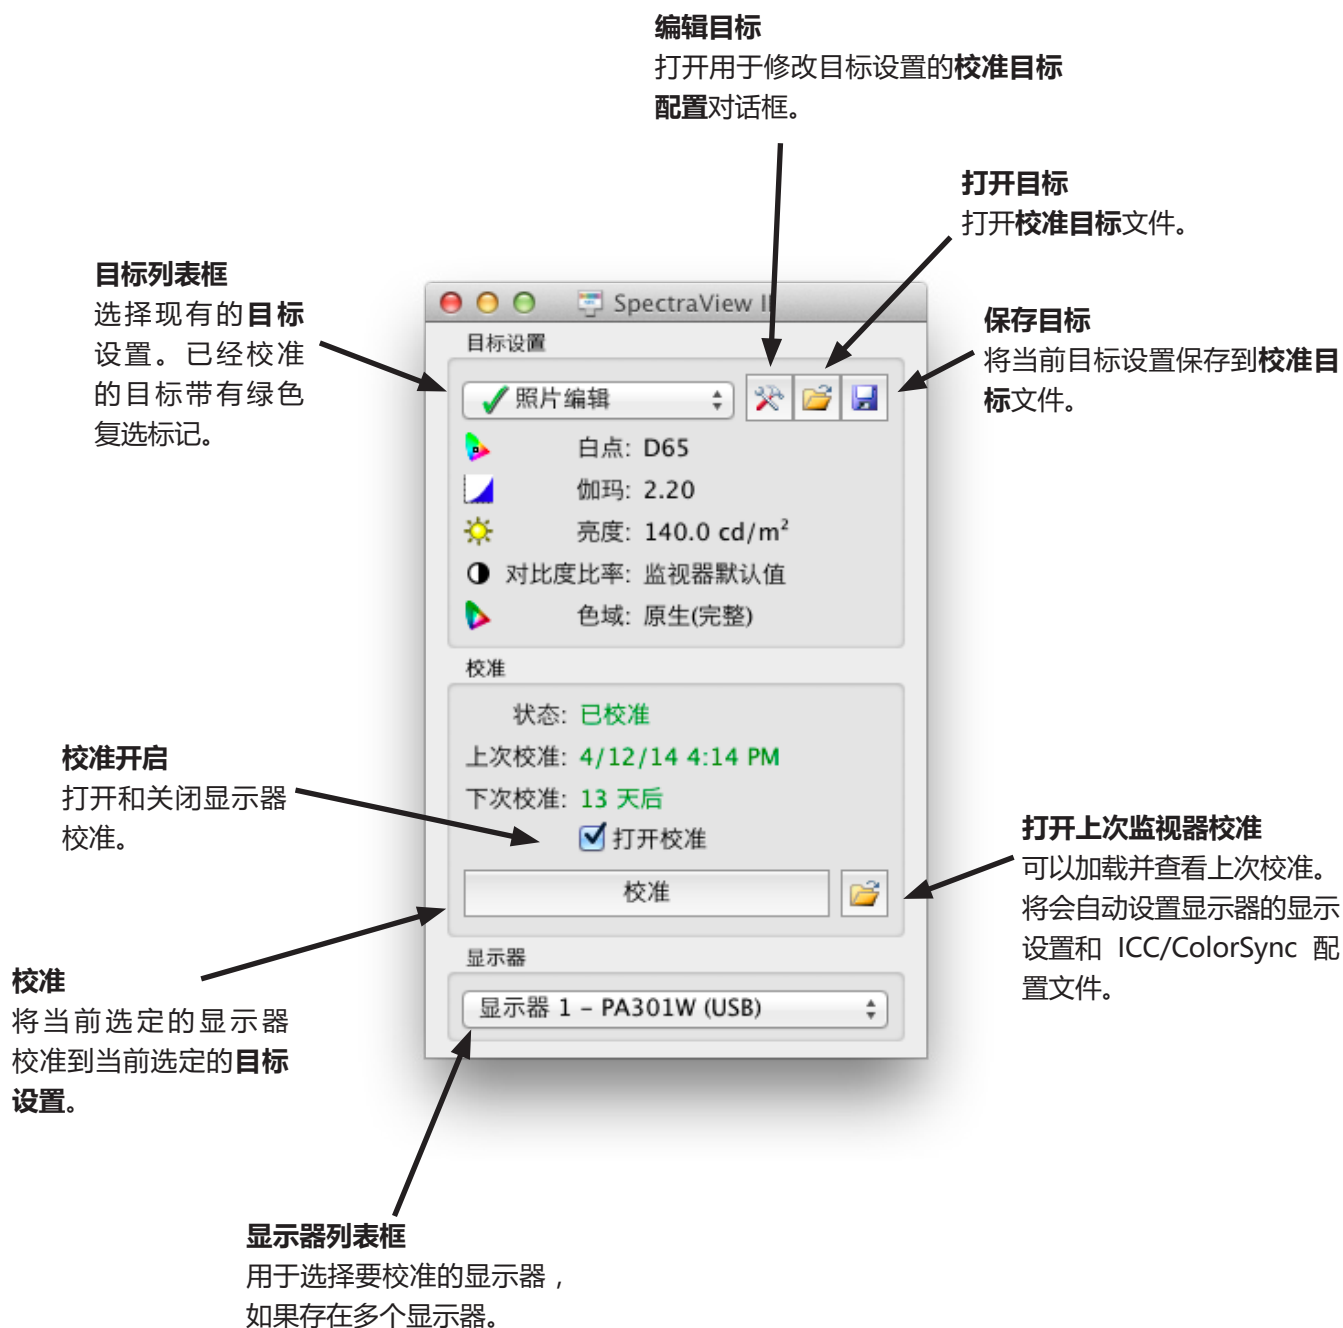 编辑目标
打开用于修改目标设置的校准目标
配置对话框。
打开目标
打开校准目标文件。
目标列表框
选择现有的目标
设置。已经校准
的目标带有绿色
复选标记。
保存目标
将当前目标设置保存到校准目
标文件。
SpectraView I
目标设置
照片编辑
白点: D65
伽玛: 2.20
亮度: 140.0 cd/m²
对比度比率: 监视器默认值
色域: 原生(完整)
校准
状态: 已校准
上次校准: 4/12/14 4:14 PM
下次校准: 13 天后
打开校准
校准
显示器
显示器 1 – PA301W (USB)
校准开启
打开和关闭显示器
校准。
打开上次监视器校准
可以加载并查看上次校准。
将会自动设置显示器的显示
设置和 ICC/ColorSync 配
置文件。
校准
将当前选定的显示器
校准到当前选定的目标
设置。
显示器列表框
用于选择要校准的显示器，
如果存在多个显示器。